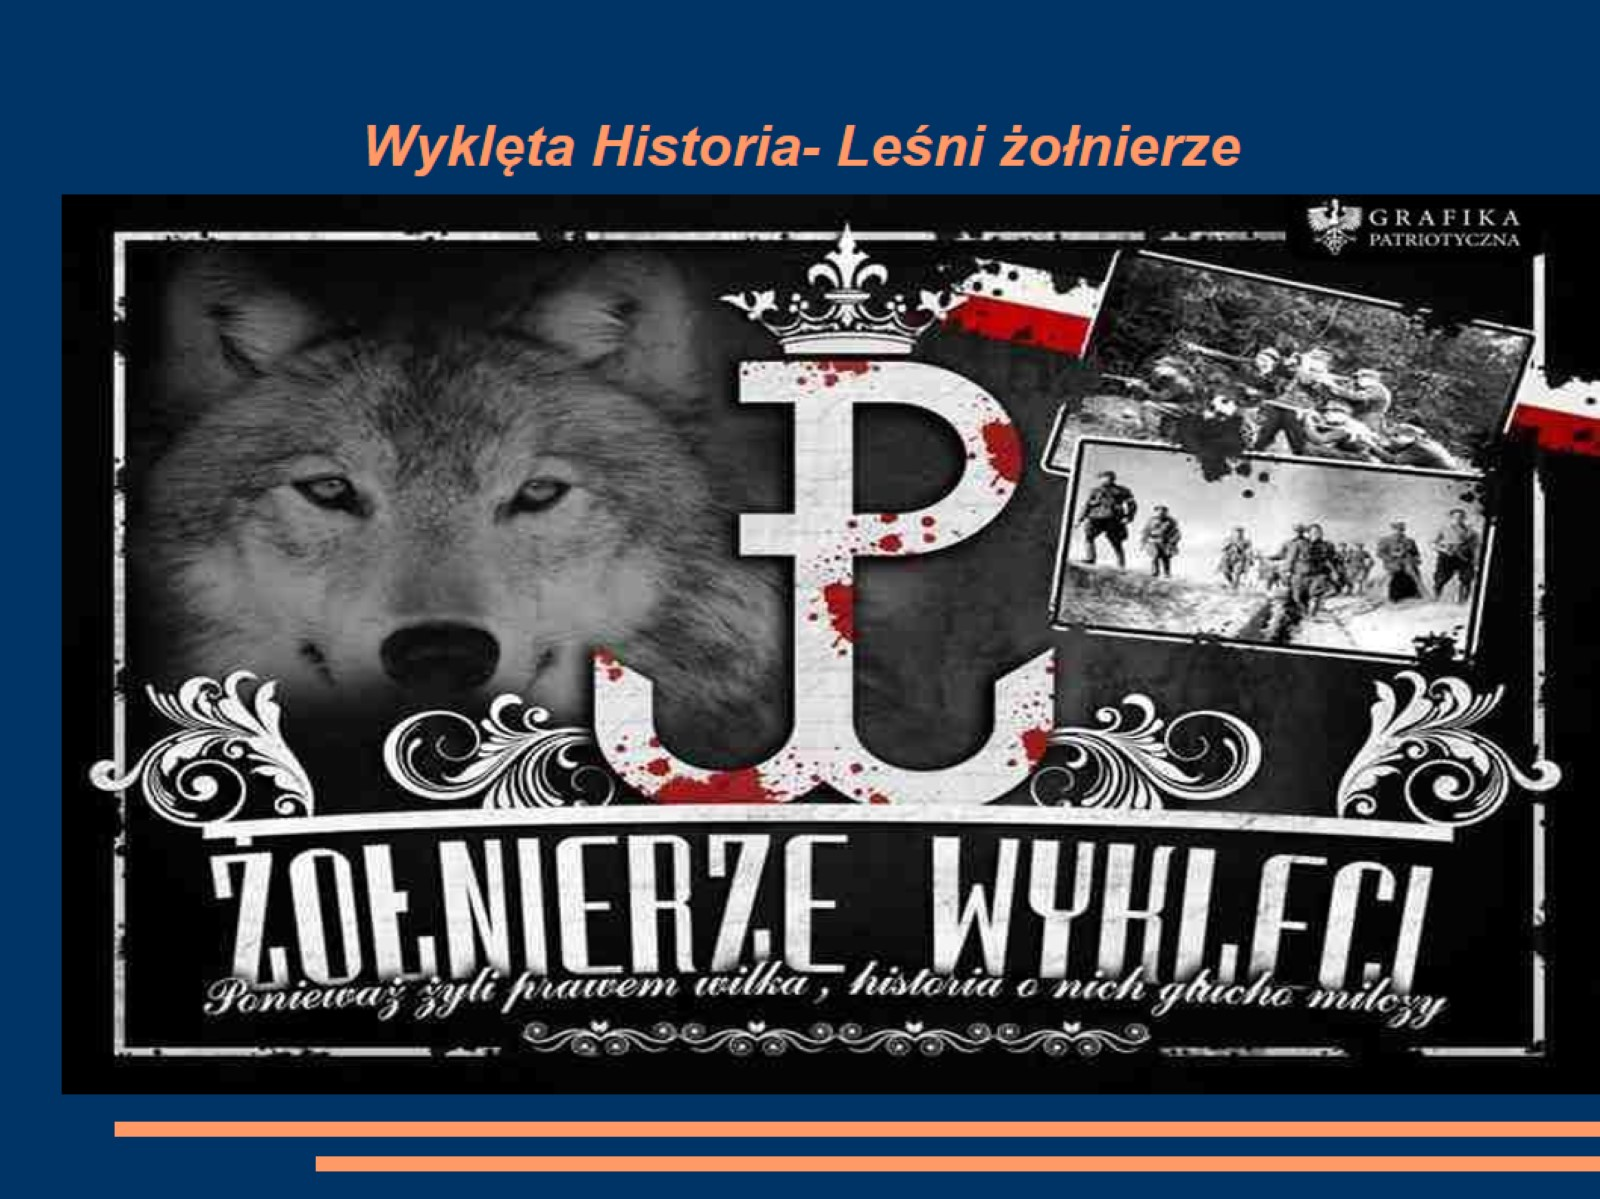 Wyklęta Historia- Leśni żołnierze
GRAFIKA
PATRIOTYCZNA
ŻOŁNIERZE WYKLĘCI
Ponieważ żyli prawem wilka, historia o nich głucho milczy